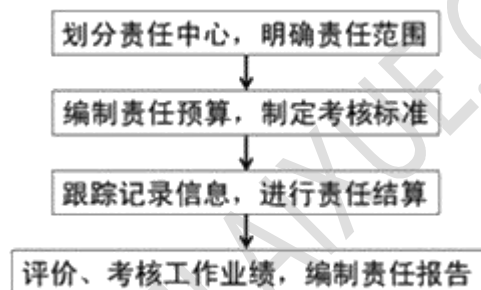 划分责任中心，明确责任范围
编制责任预算，制定考核标准
跟踪记录信息，进行责任结算
评价、考核工作业绩，编制责任报告